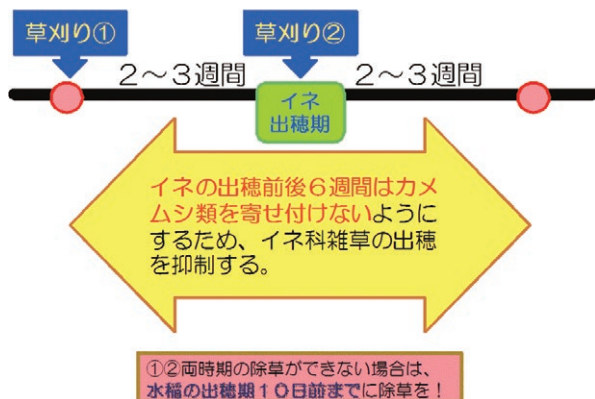 草刈り①
草刈り②
2～3週間
2～3週間
イネ
出穂期
イネの出穂前後6週間はカメ
ムシ類を寄せ付けないように
するため、イネ科雑草の出穂
を抑制する。
①②両時期の除草ができない場合は、
水稲の出穂期10日前までに除草を！